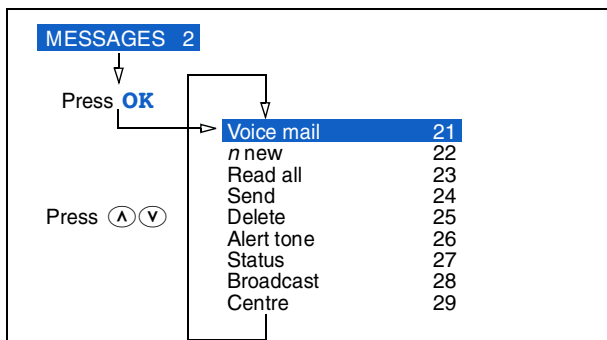 MESSAGES 2
Press OK
Voice mail 21
n new 22
Read all 23
Send 24
Press
Delete 25
Alert tone 26
Status 27
Broadcast 28
Centre 29